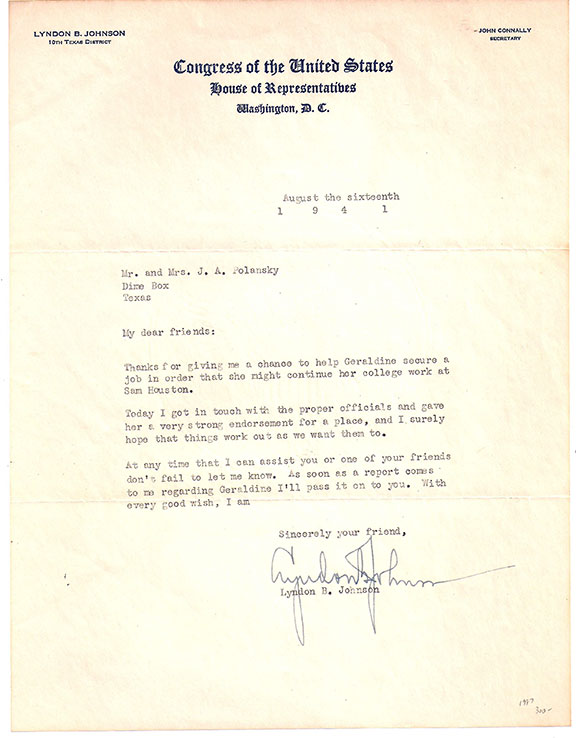 LYNDON B. JOHNSON
10TH TEXAS DISTRICT
JOHN CONNALLY
SECRETARY
Congress of the United States
House of Representatives
Washington, D. C.
August the sixteenth
1 9 4 1
Mr. and Mrs. J. A. Polansky
Dime Box
Texas
My dear friends:
Thanks for giving me a chance to help Geraldine secure a
job in order that she might continue her college work at
Sam Houston.
Today I got in touch with the proper officials and gave
her a very strong endorsement for a place, and I surely
hope that things work out as we want them to.
At any time that I can assist you or one of your friends
don't fail to let me know. As soon as a report comes
to me regarding Geraldine I'll pass it on to you. With
every good wish, I am
Sincerely your friend,
Lyndon B Johnson
Lyndon B. Johnson